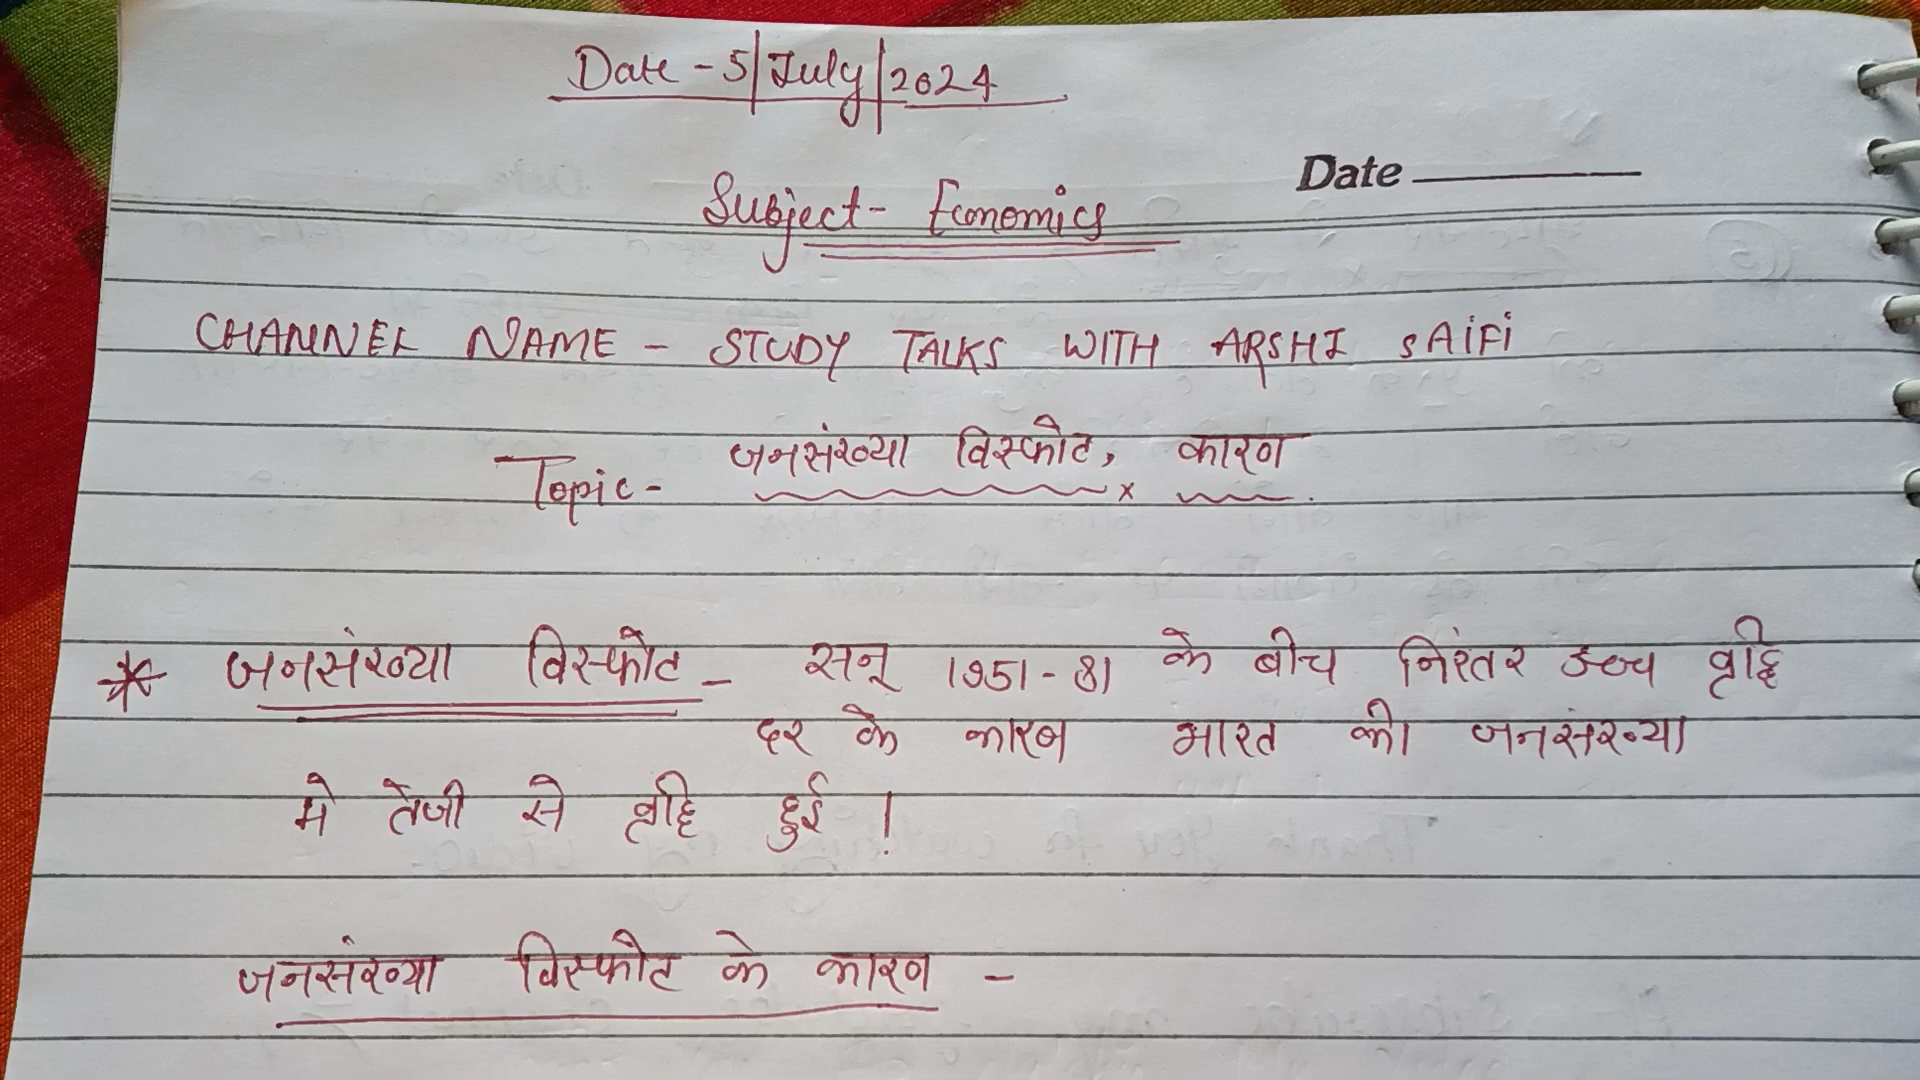 Date - 5/July/2024
Date
Subject - Economics
CHANNEL NAME - STUDY TALKS WITH ARSHI SAIFI
Topic - जनसंख्या विस्फोट, कारण
* जनसंख्या विस्फोट - सन् 1951-81 के बीच निरंतर उच्च वृद्धि
दर के कारण भारत की जनसंख्या
मे तेजी से वृद्धि हुई।
जनसंख्या विस्फोट के कारण -